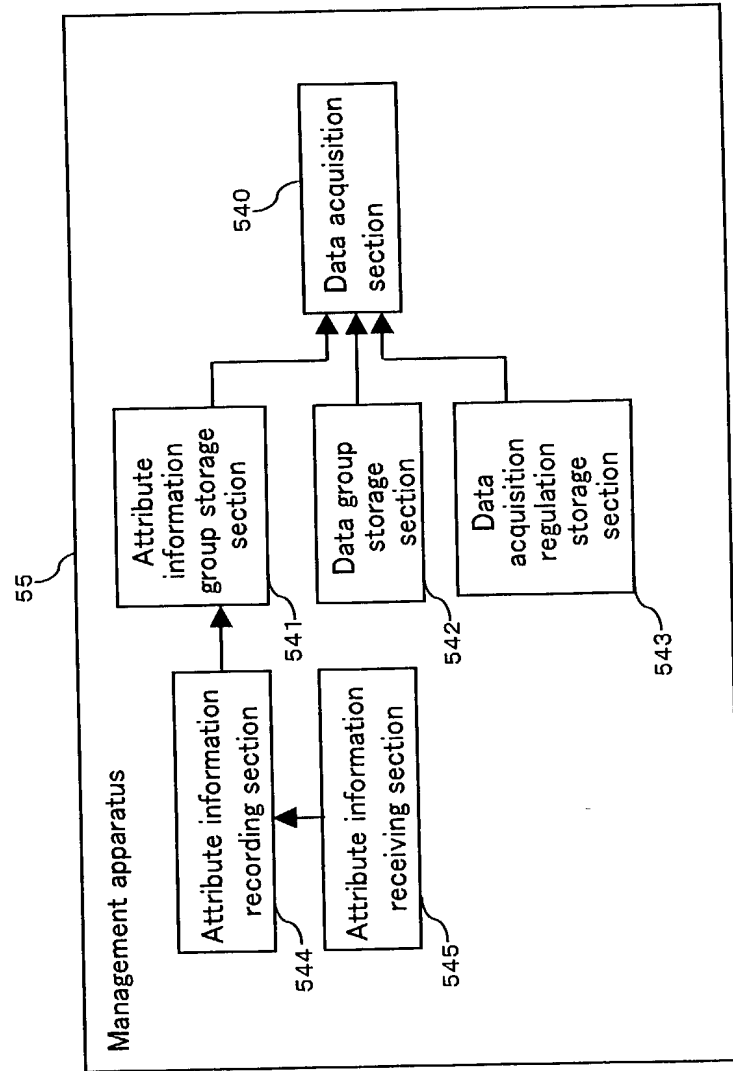 55
Management apparatus
Attribute information
recording section
544
Attribute information
receiving section
545
Attribute
information
group storage
section
541
Data group
storage
section
542
Data
acquisition
regulation
storage
section
543
540
Data acquisition
section